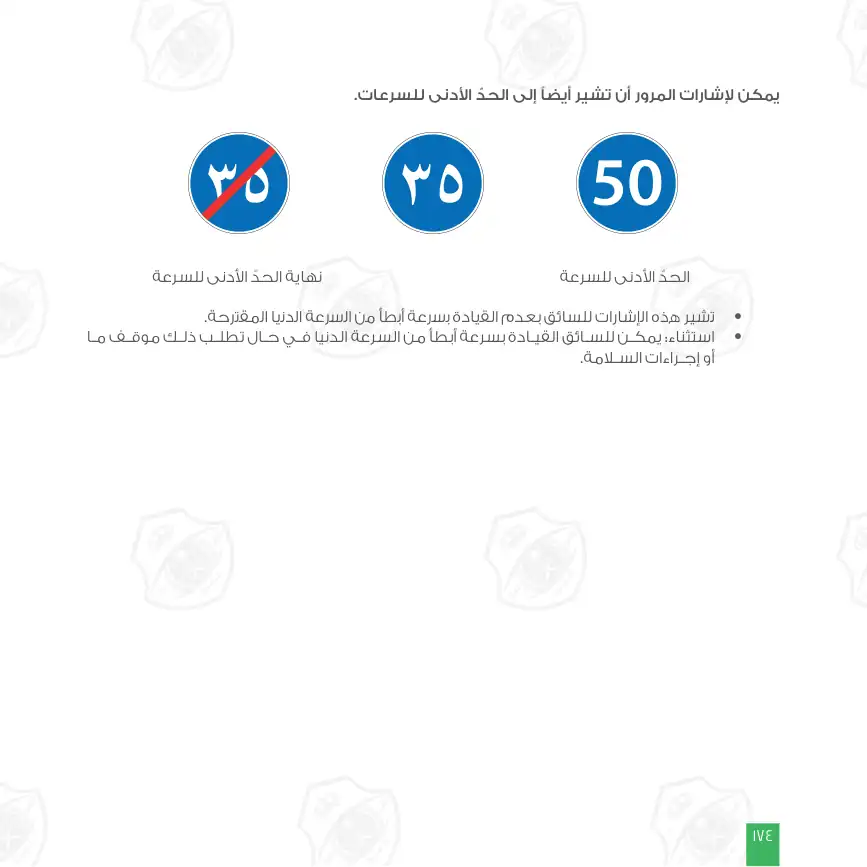 يمكن لإشارات المرور أن تشير أيضاً إلى الحدّ الأدنى للسرعات.
50
٣٥
٣٥
الحدّ الأدنى للسرعة
نهاية الحدّ الأدنى للسرعة
• تشير هذه الإشارات للسائق بعدم القيادة بسرعة أبطأ من السرعة الدنيا المقترحة.
• استثناء: يمكن للسائق القيادة بسرعة أبطأ من السرعة الدنيا في حال تطلب ذلك موقف ما
أو إجراءات السلامة.
١٧٤